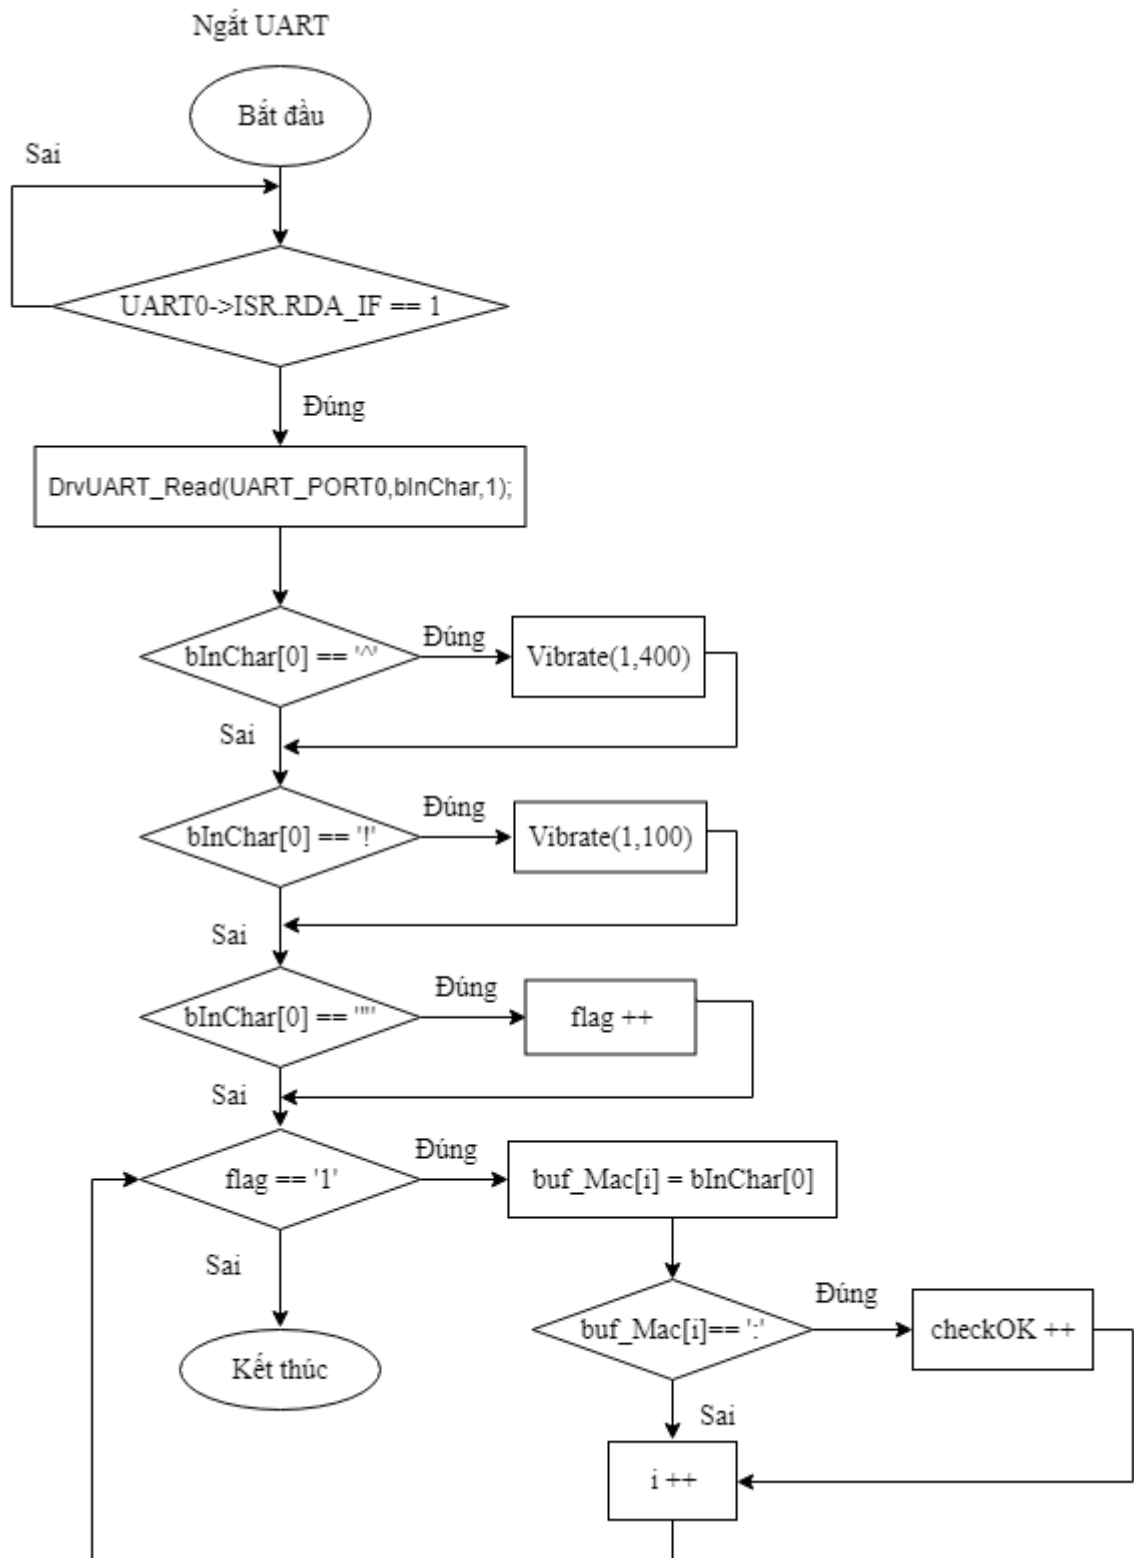 Ngắt UART
Bắt đầu
Sai
UART0->ISR.RDA_IF == 1
Đúng
DrvUART_Read(UART_PORT0,bInChar,1);
bInChar[0] == '^'
Đúng
Vibrate(1,400)
Sai
bInChar[0] == '!'
Đúng
Vibrate(1,100)
Sai
bInChar[0] == '"'
Đúng
flag ++
Sai
flag == '1'
Đúng
buf_Mac[i] = bInChar[0]
Sai
Kết thúc
buf_Mac[i]== ':'
Đúng
checkOK ++
Sai
i ++